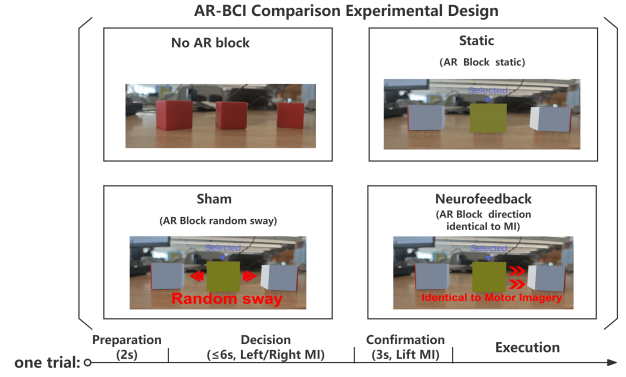 AR-BCI Comparison Experimental Design
No AR block
Static
(AR Block static)
Selected
Sham
(AR Block random sway)
Selected
Random sway
Neurofeedback
(AR Block direction
identical to MI)
Selected
Identical to Motor Imagery
one trial:
Preparation
(2s)
Decision
(≤6s, Left/Right MI)
Confirmation
(3s, Lift MI)
Execution